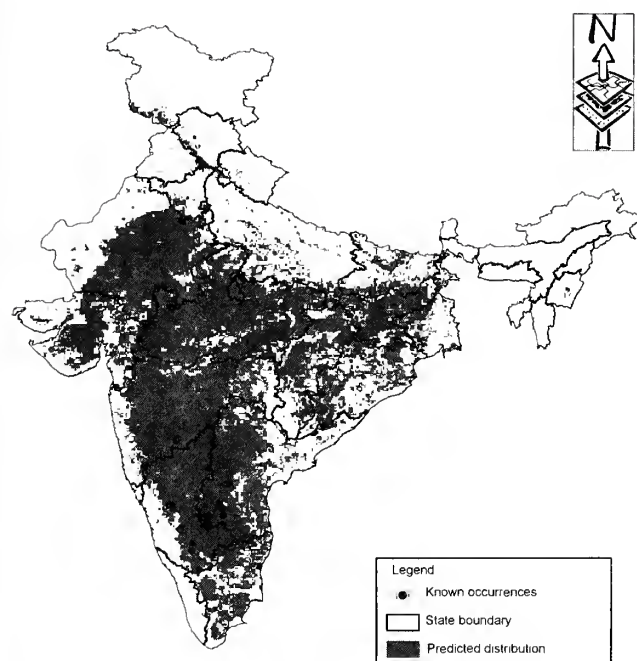 N
Legend
Known occurrences
State boundary
Predicted distribution